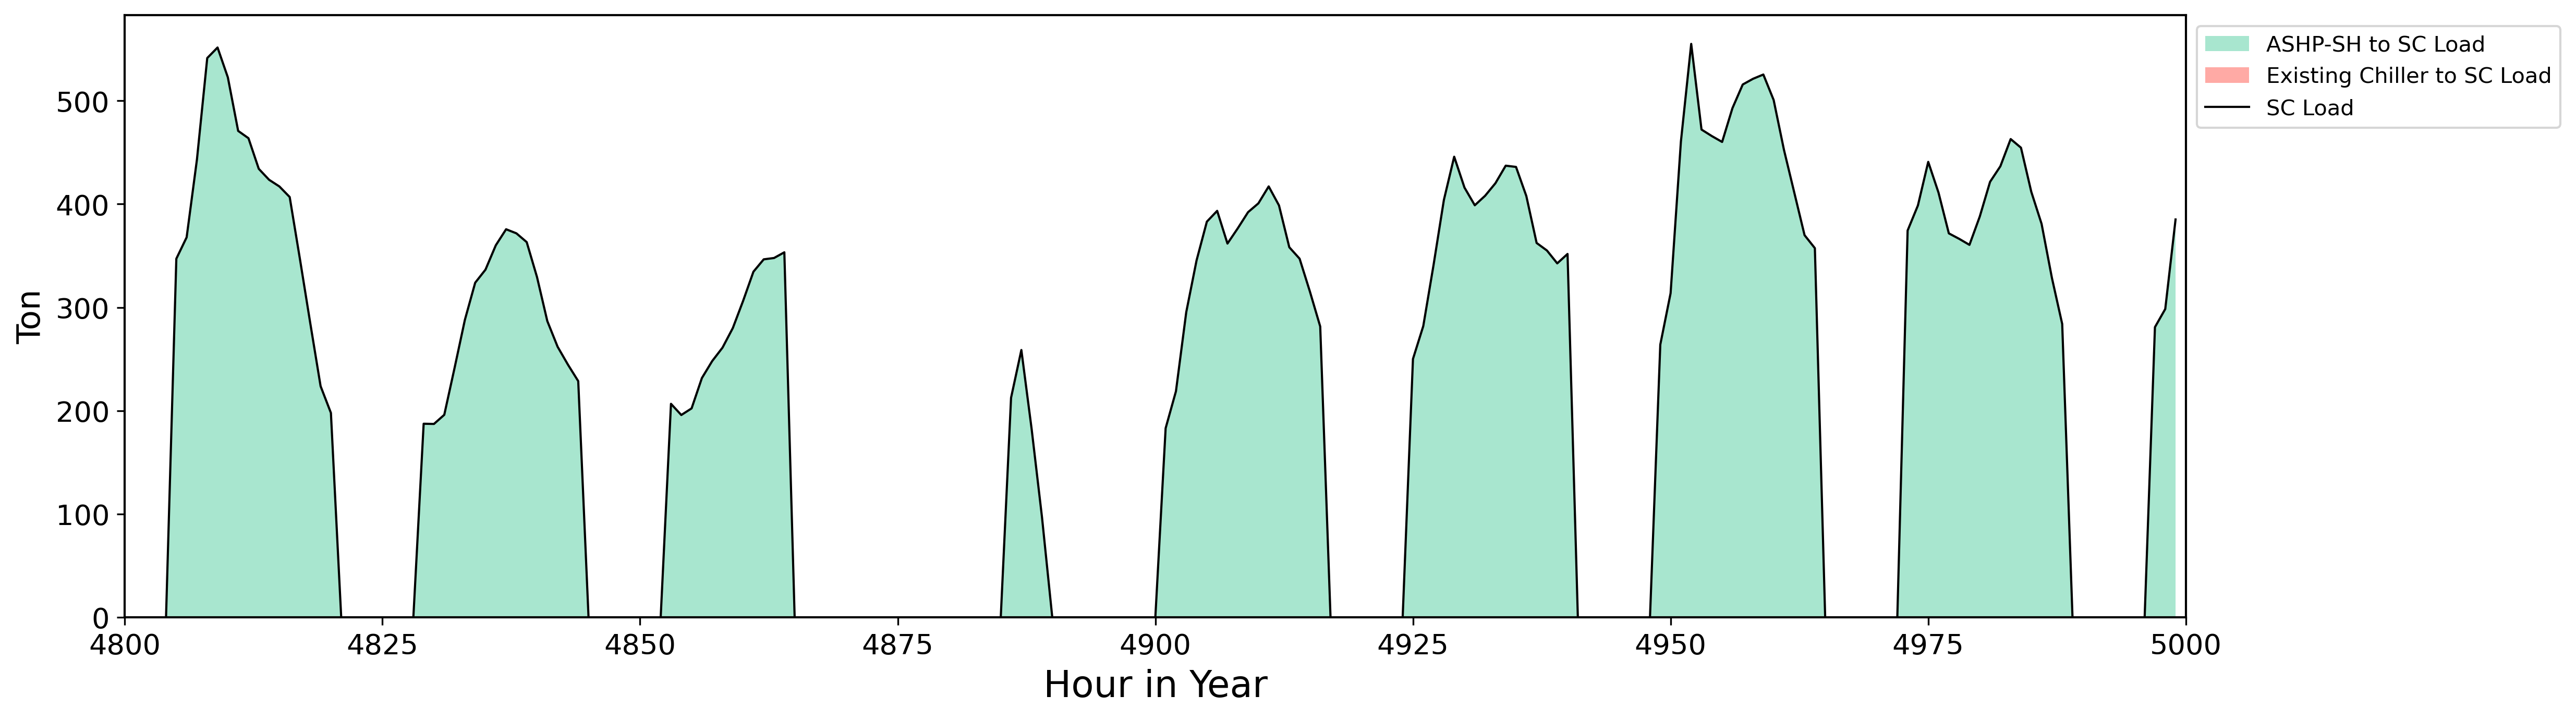 ASHP-SH to SC Load
Existing Chiller to SC Load
SC Load
Ton
500
400
300
200
100
0
4800 4825 4850 4875 4900 4925 4950 4975 5000
Hour in Year